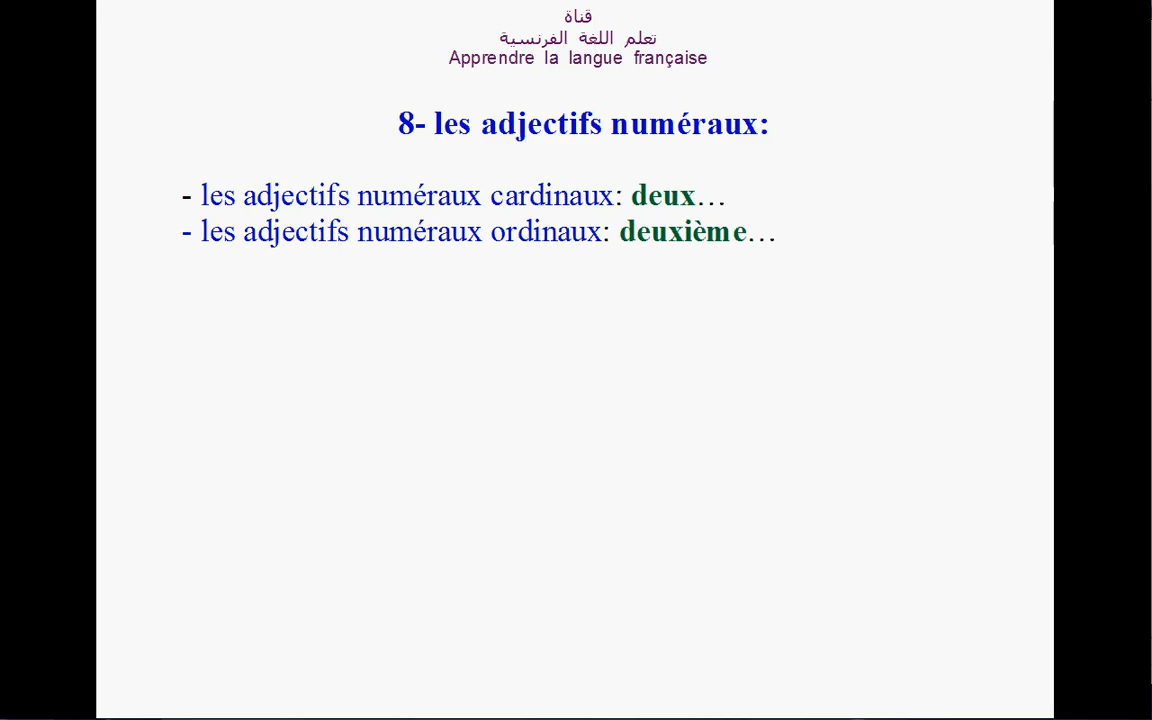 قناة
تعلم اللغة الفرنسية
Apprendre la langue française
8- les adjectifs numéraux:
- les adjectifs numéraux cardinaux: deux…
- les adjectifs numéraux ordinaux: deuxième…